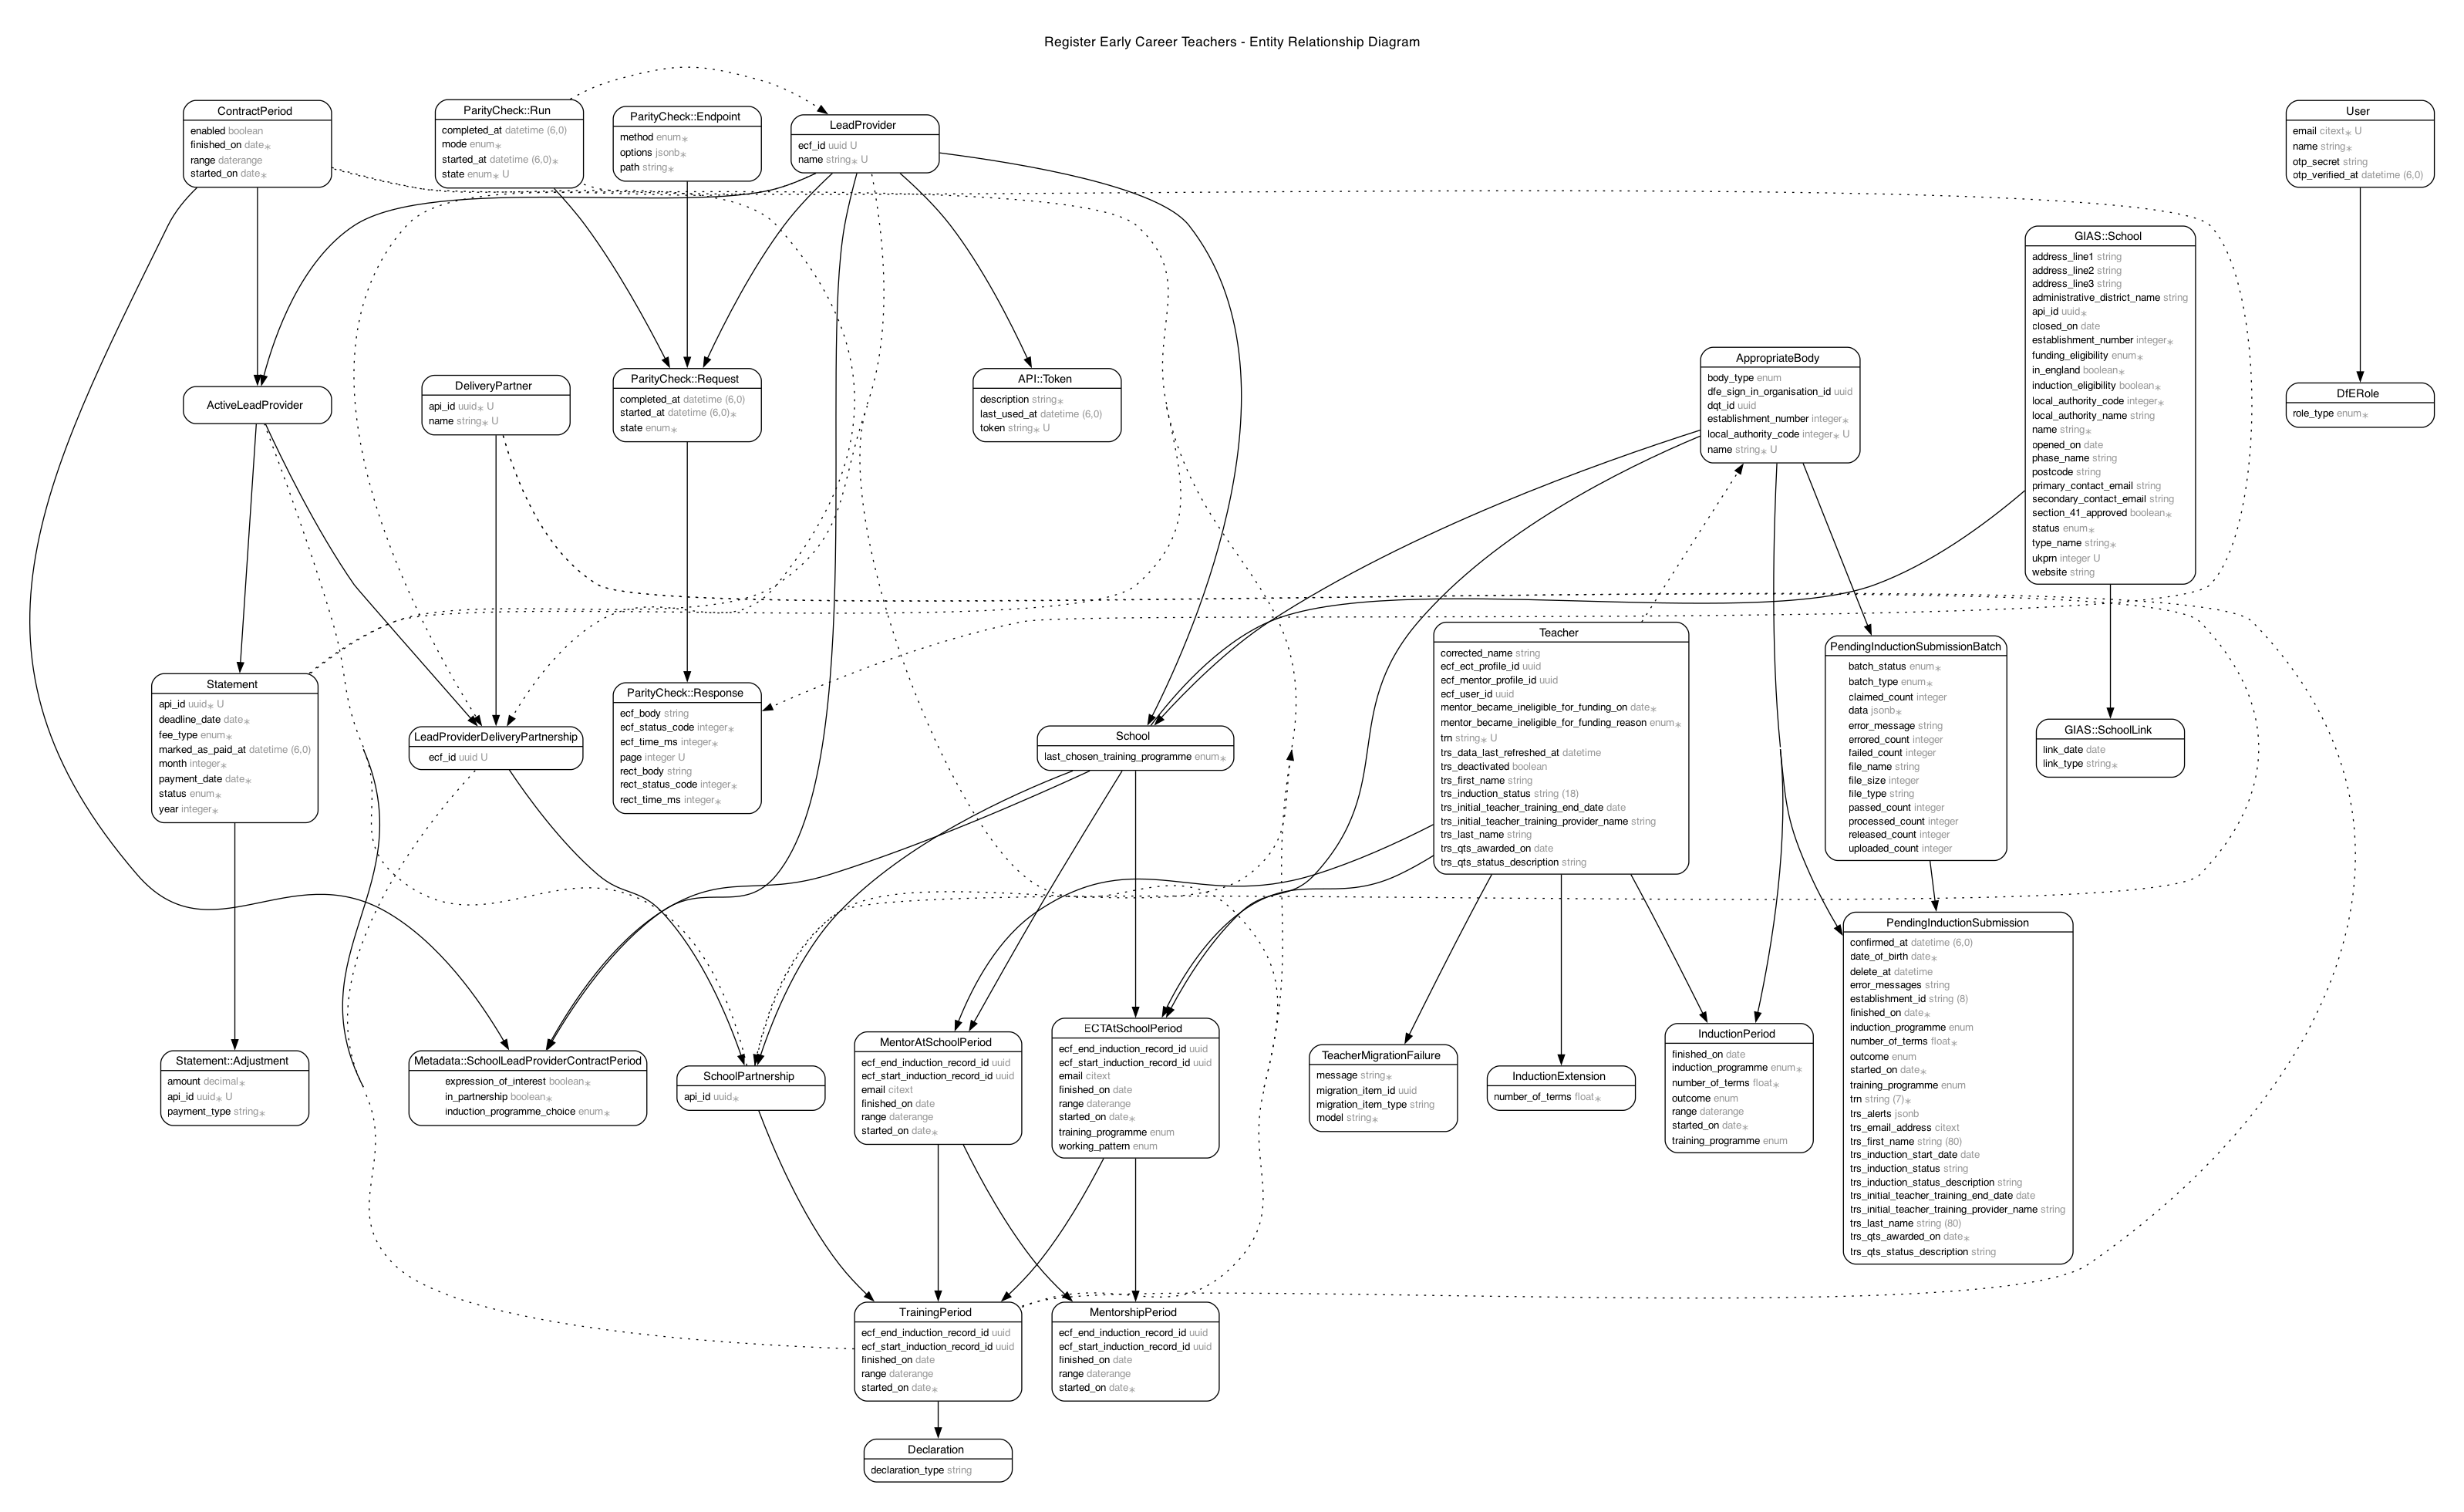 Register Early Career Teachers - Entity Relationship Diagram
ContractPeriod
enabled boolean
finished_on date*
range daterange
started_on date*
ParityCheck::Run
completed_at datetime (6,0)
mode enum*
started_at datetime (6,0)*
state enum* U
ParityCheck::Endpoint
method enum*
options jsonb*
path string*
LeadProvider
ecf_id uuid U
name string* U
User
email citext* U
name string*
otp_secret string
otp_verified_at datetime (6,0)
GIAS::School
address_line1 string
address_line2 string
address_line3 string
administrative_district_name string
api_id uuid*
closed_on date
establishment_number integer*
funding_eligibility enum*
in_england boolean*
induction_eligibility boolean*
local_authority_code integer*
local_authority_name string
name string*
opened_on date
phase_name string
postcode string
primary_contact_email string
secondary_contact_email string
section_41_approved boolean*
status enum*
type_name string*
ukprn integer U
website string
ActiveLeadProvider
DeliveryPartner
api_id uuid* U
name string* U
ParityCheck::Request
completed_at datetime (6,0)
started_at datetime (6,0)*
state enum*
API::Token
description string*
last_used_at datetime (6,0)
token string* U
AppropriateBody
body_type enum
dfe_sign_in_organisation_id uuid
dqt_id uuid
establishment_number integer*
local_authority_code integer* U
name string* U
DfERole
role_type enum*
Statement
api_id uuid* U
deadline_date date*
fee_type enum*
marked_as_paid_at datetime (6,0)
month integer*
payment_date date*
status enum*
year integer*
LeadProviderDeliveryPartnership
ecf_id uuid U
ParityCheck::Response
ecf_body string
ecf_status_code integer*
ecf_time_ms integer*
page integer U
rect_body string
rect_status_code integer*
rect_time_ms integer*
School
last_chosen_training_programme enum*
Teacher
corrected_name string
ecf_ect_profile_id uuid
ecf_mentor_profile_id uuid
ecf_user_id uuid
mentor_became_ineligible_for_funding_on date*
mentor_became_ineligible_for_funding_reason enum*
trn string* U
trs_data_last_refreshed_at datetime
trs_deactivated boolean
trs_first_name string
trs_induction_status string (18)
trs_initial_teacher_training_end_date date
trs_initial_teacher_training_provider_name string
trs_last_name string
trs_qts_awarded_on date
trs_qts_status_description string
PendingInductionSubmissionBatch
batch_status enum*
batch_type enum*
claimed_count integer
data jsonb*
error_message string
errored_count integer
failed_count integer
file_name string
file_size integer
file_type string
passed_count integer
processed_count integer
released_count integer
uploaded_count integer
GIAS::SchoolLink
link_date date
link_type string*
Statement::Adjustment
amount decimal*
api_id uuid* U
payment_type string*
Metadata::SchoolLeadProviderContractPeriod
expression_of_interest boolean*
in_partnership boolean*
induction_programme_choice enum*
SchoolPartnership
api_id uuid*
MentorAtSchoolPeriod
ecf_end_induction_record_id uuid
ecf_start_induction_record_id uuid
email citext
finished_on date
range daterange
started_on date*
ECTAtSchoolPeriod
ecf_end_induction_record_id uuid
ecf_start_induction_record_id uuid
email citext
finished_on date
range daterange
started_on date*
training_programme enum
working_pattern enum
TeacherMigrationFailure
message string*
migration_item_id uuid
migration_item_type string
model string*
InductionExtension
number_of_terms float*
InductionPeriod
finished_on date
induction_programme enum*
number_of_terms float*
outcome enum
range daterange
started_on date*
training_programme enum
PendingInductionSubmission
confirmed_at datetime (6,0)
date_of_birth date*
delete_at datetime
error_messages string
establishment_id string (8)
finished_on date*
induction_programme enum
number_of_terms float*
outcome enum
started_on date*
training_programme enum
trn string (7)*
trs_alerts jsonb
trs_email_address citext
trs_first_name string (80)
trs_induction_start_date date
trs_induction_status string
trs_induction_status_description string
trs_initial_teacher_training_end_date date
trs_initial_teacher_training_provider_name string
trs_last_name string (80)
trs_qts_awarded_on date*
trs_qts_status_description string
TrainingPeriod
ecf_end_induction_record_id uuid
ecf_start_induction_record_id uuid
finished_on date
range daterange
started_on date*
MentorshipPeriod
ecf_end_induction_record_id uuid
ecf_start_induction_record_id uuid
finished_on date
range daterange
started_on date*
Declaration
declaration_type string